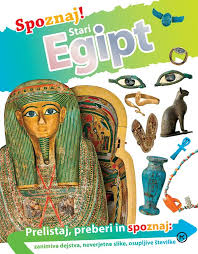 Spoznaj!
Stari
Egipt
Prelistaj, preberi in spoznaj:
zanimiva dejstva, neverjetne slike, osupljive številke